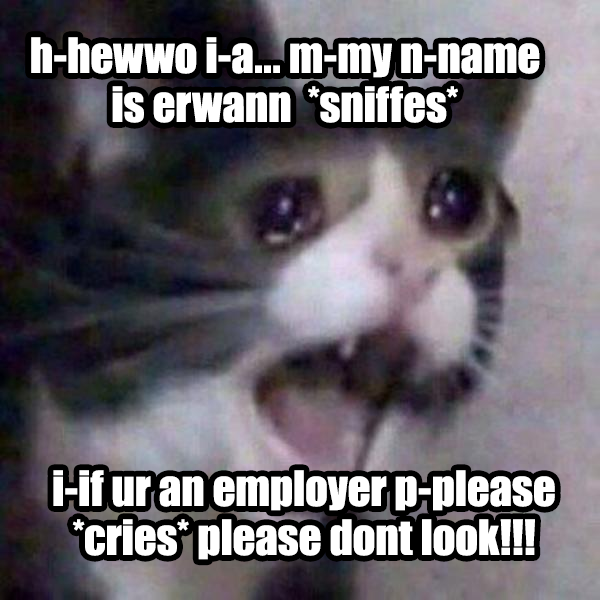 h-hewwo i-a... m-my n-name
is erwann *sniffes*
i-if ur an employer p-please
*cries* please dont look!!!